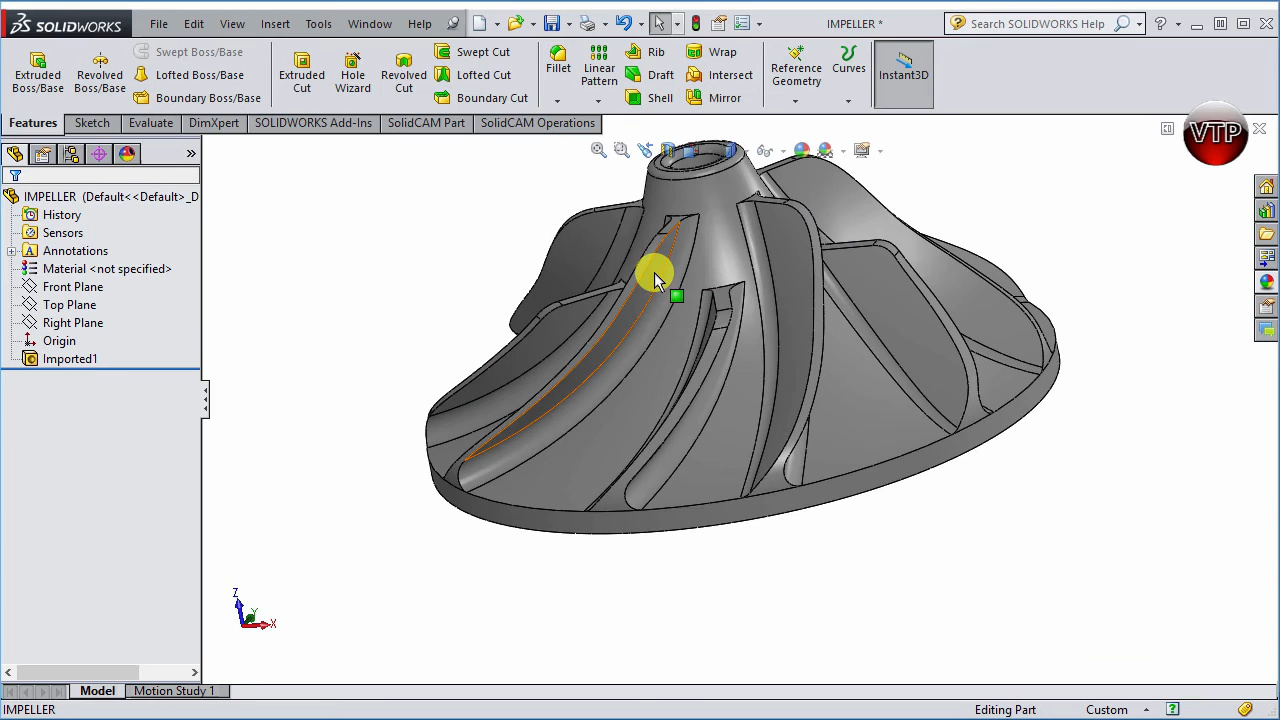 SOLIDWORKS File Edit View Insert Tools Window Help IMPELLER * Search SOLIDWORKS Help
Extruded Boss/Base
Revolved Boss/Base
Swept Boss/Base
Lofted Boss/Base
Boundary Boss/Base
Extruded Cut
Hole Wizard
Revolved Cut
Swept Cut
Lofted Cut
Boundary Cut
Fillet
Linear Pattern
Rib
Draft
Shell
Wrap
Intersect
Mirror
Reference Geometry
Curves
Instant3D
Features Sketch Evaluate DimXpert SOLIDWORKS Add-Ins SolidCAM Part SolidCAM Operations
VTP
IMPELLER (Default<<Default>_D
History
Sensors
Annotations
Material <not specified>
Front Plane
Top Plane
Right Plane
Origin
Imported1
Z
Y
X
Model Motion Study 1
IMPELLER Editing Part Custom